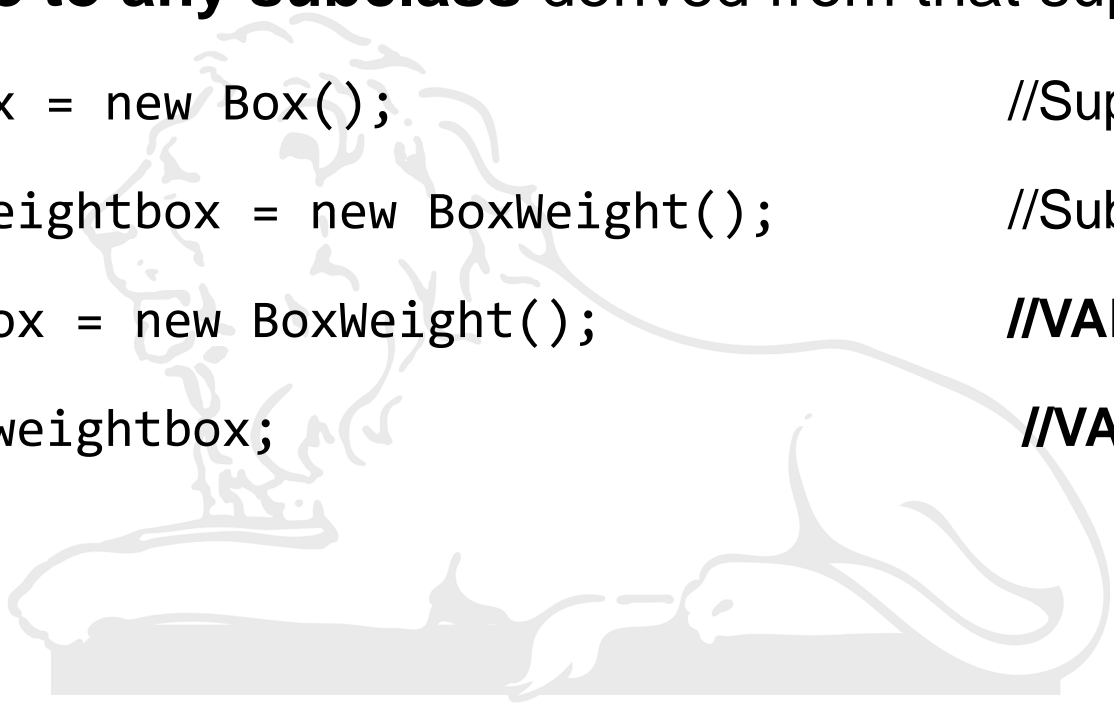 to any subclass derived from that sup
x = new Box(); //Sup
eightbox = new BoxWeight(); //Sub
ox = new BoxWeight(); //VAL
weightbox; //VA